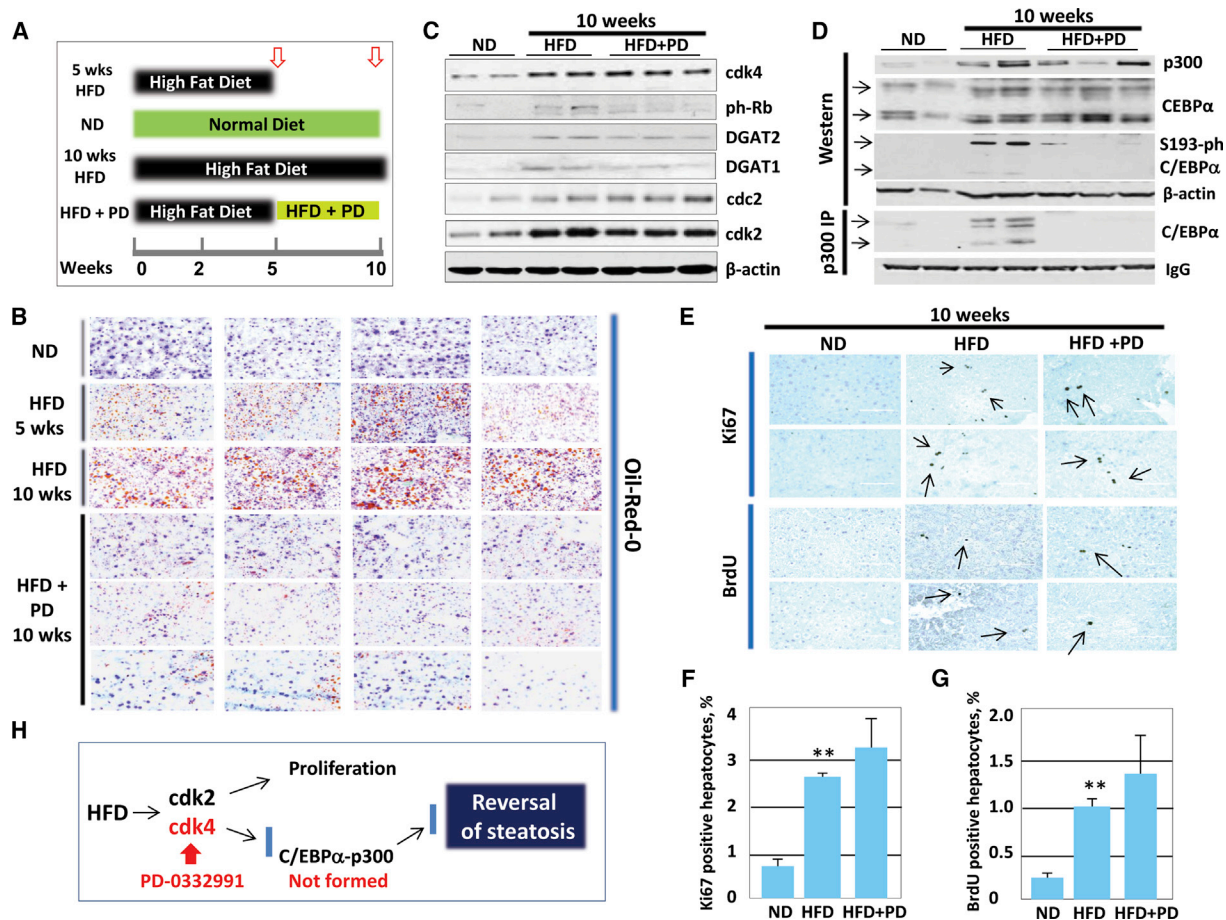 A
5 wks
HFD
High Fat Diet
ND
Normal Diet
10 wks
HFD
High Fat Diet
HFD + PD
High Fat Diet
HFD + PD
Weeks
0 2 5 10
B
ND
HFD
5 wks
HFD
10 wks
HFD +
PD
10 wks
Oil-Red-0
C
10 weeks
ND HFD HFD+PD
cdk4
ph-Rb
DGAT2
DGAT1
cdc2
cdk2
β-actin
D
10 weeks
ND HFD HFD+PD
Western
p300
CEBPα
S193-ph
C/EBPα
β-actin
p300 IP
C/EBPα
IgG
E
10 weeks
ND HFD HFD +PD
Ki67
BrdU
F
Ki67 positive hepatocytes, %
4
3
2
1
0
**
ND HFD HFD+PD
G
BrdU positive hepatocytes, %
2.0
1.5
1.0
0.5
0
**
ND HFD HFD+PD
H
HFD
cdk2
cdk4
PD-0332991
Proliferation
C/EBPα-p300
Not formed
Reversal
of steatosis